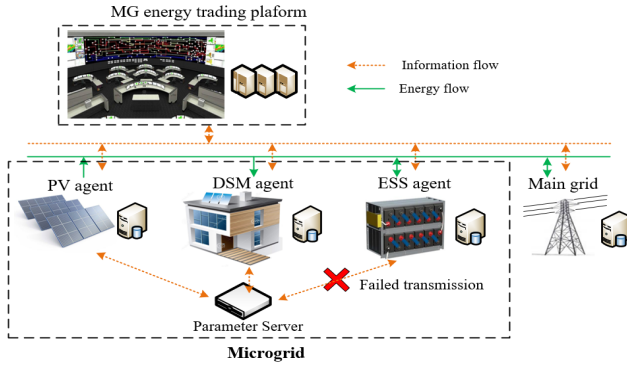 MG energy trading plaform
Information flow
Energy flow
PV agent
DSM agent
ESS agent
Main grid
Failed transmission
Parameter Server
Microgrid